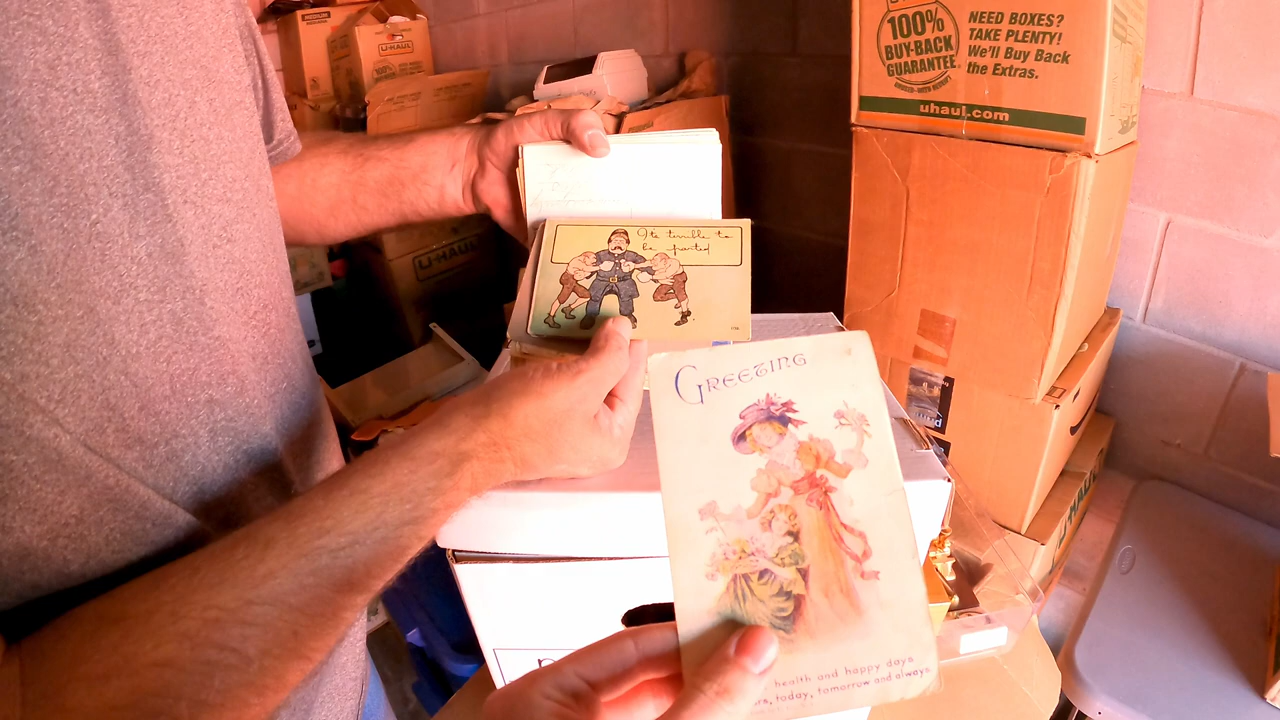 MEDIUM
U-HAUL
100%
BUY-BACK
GUARANTEE
NEED BOXES?
TAKE PLENTY!
We'll Buy Back
the Extras.
uhaul.com
It's terrible to
be parted
U-HAUL
GREETING
health and happy days
today, tomorrow and always